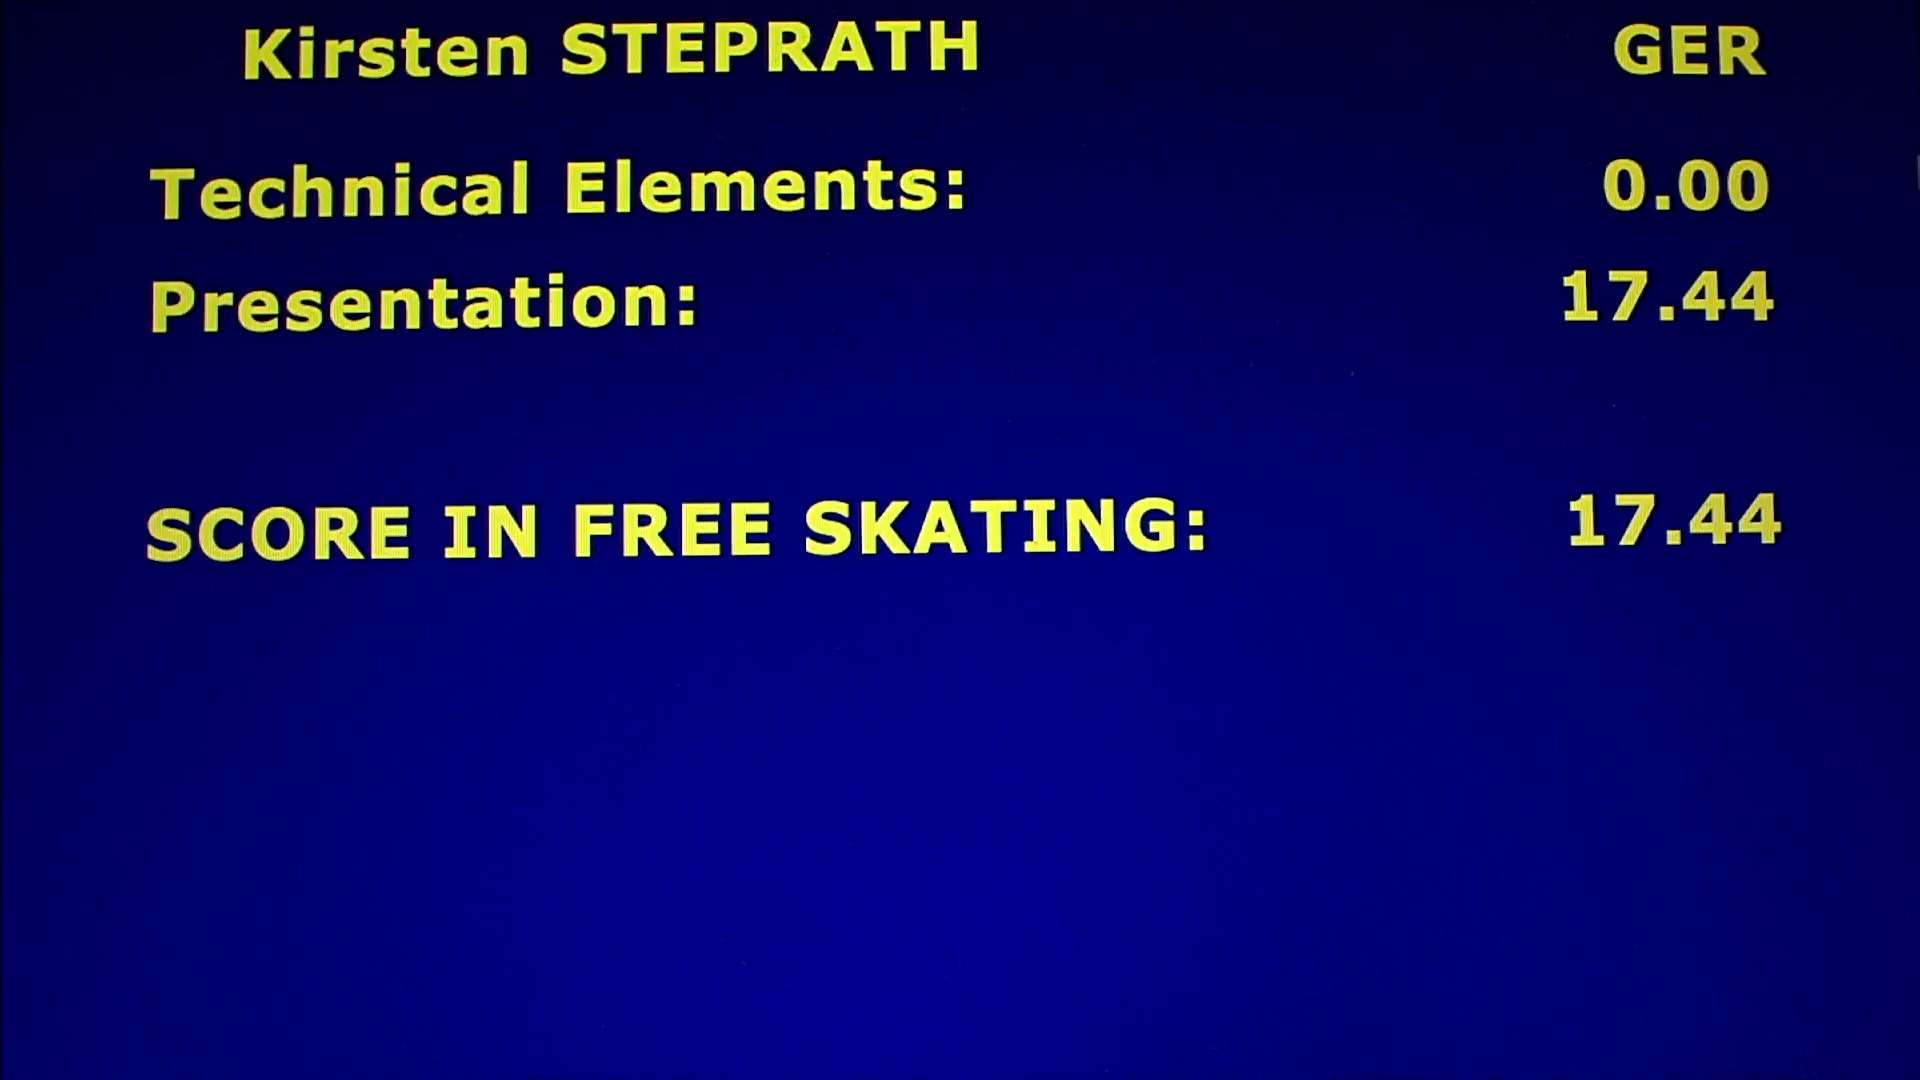 Kirsten STEPRATH GER
Technical Elements: 0.00
Presentation: 17.44
SCORE IN FREE SKATING: 17.44